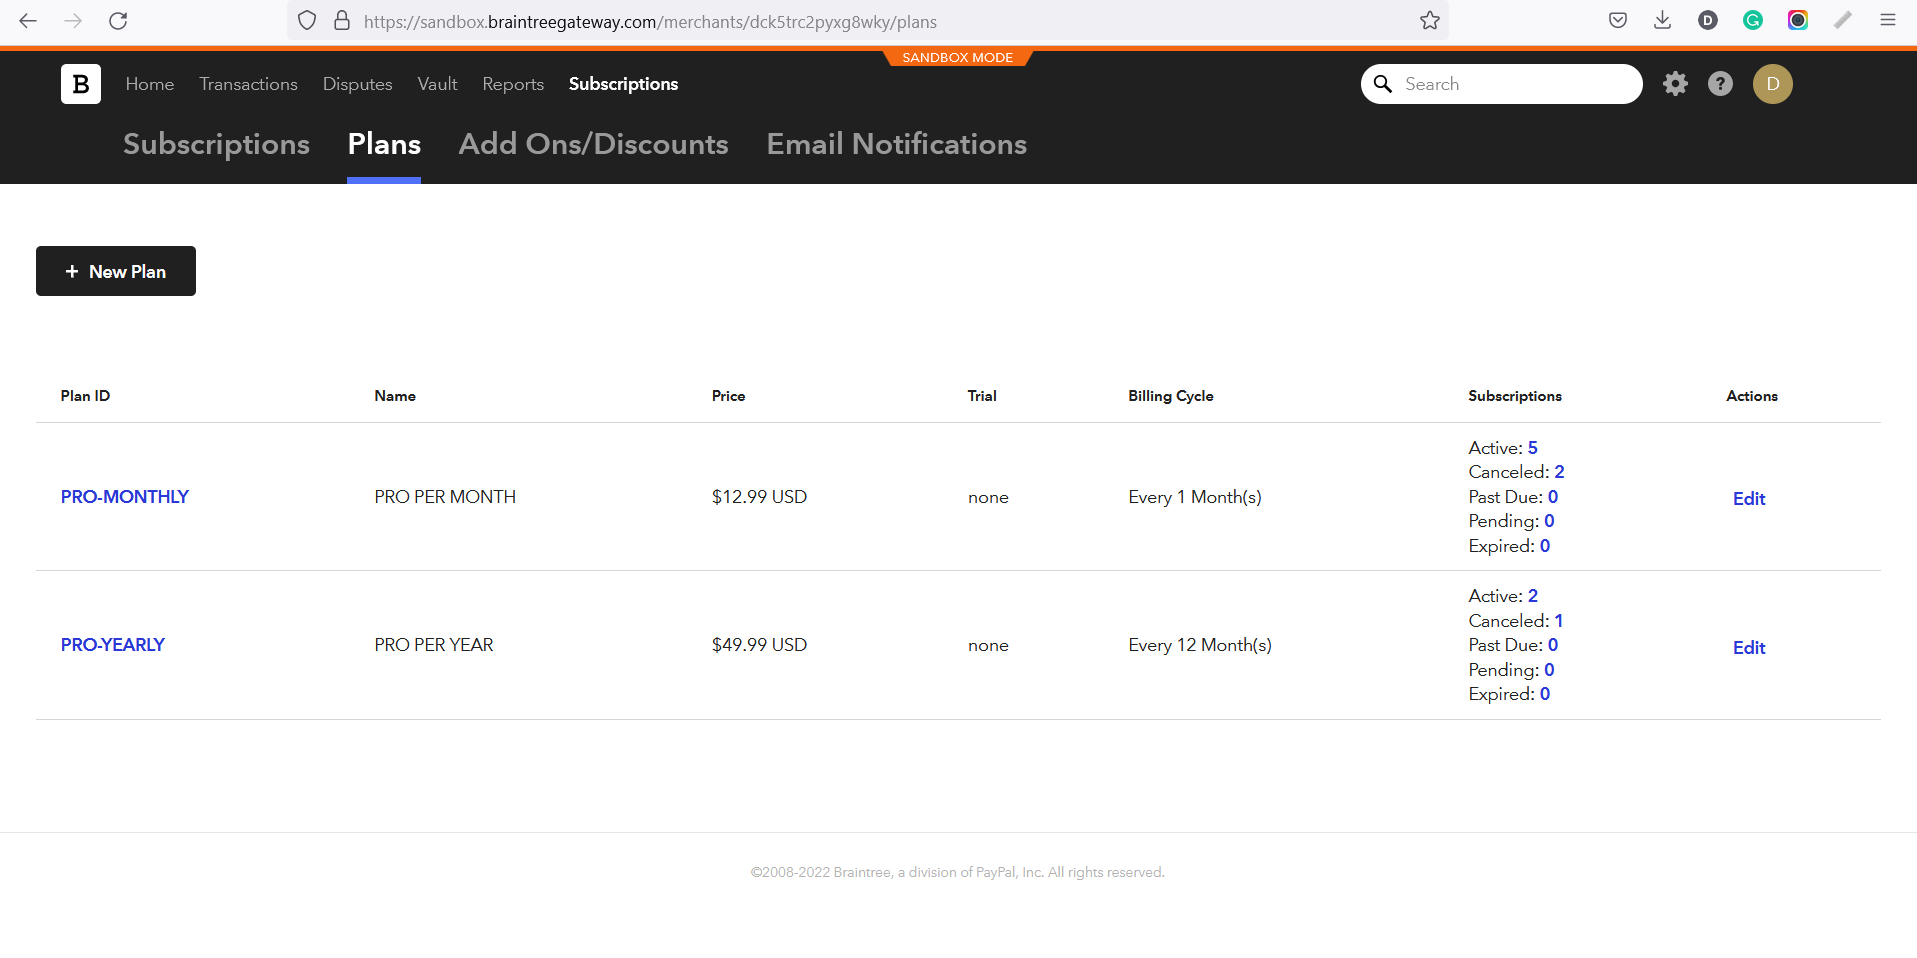 https://sandbox.braintreegateway.com/merchants/dck5trc2pyxg8wky/plans
D
G
SANDBOX MODE
B Home Transactions Disputes Vault Reports Subscriptions Search ? D
Subscriptions Plans Add Ons/Discounts Email Notifications
+ New Plan
Plan ID Name Price Trial Billing Cycle Subscriptions Actions
PRO-MONTHLY PRO PER MONTH $12.99 USD none Every 1 Month(s)
Active: 5
Canceled: 2
Past Due: 0
Pending: 0
Expired: 0
Edit
PRO-YEARLY PRO PER YEAR $49.99 USD none Every 12 Month(s)
Active: 2
Canceled: 1
Past Due: 0
Pending: 0
Expired: 0
Edit
©2008-2022 Braintree, a division of PayPal, Inc. All rights reserved.